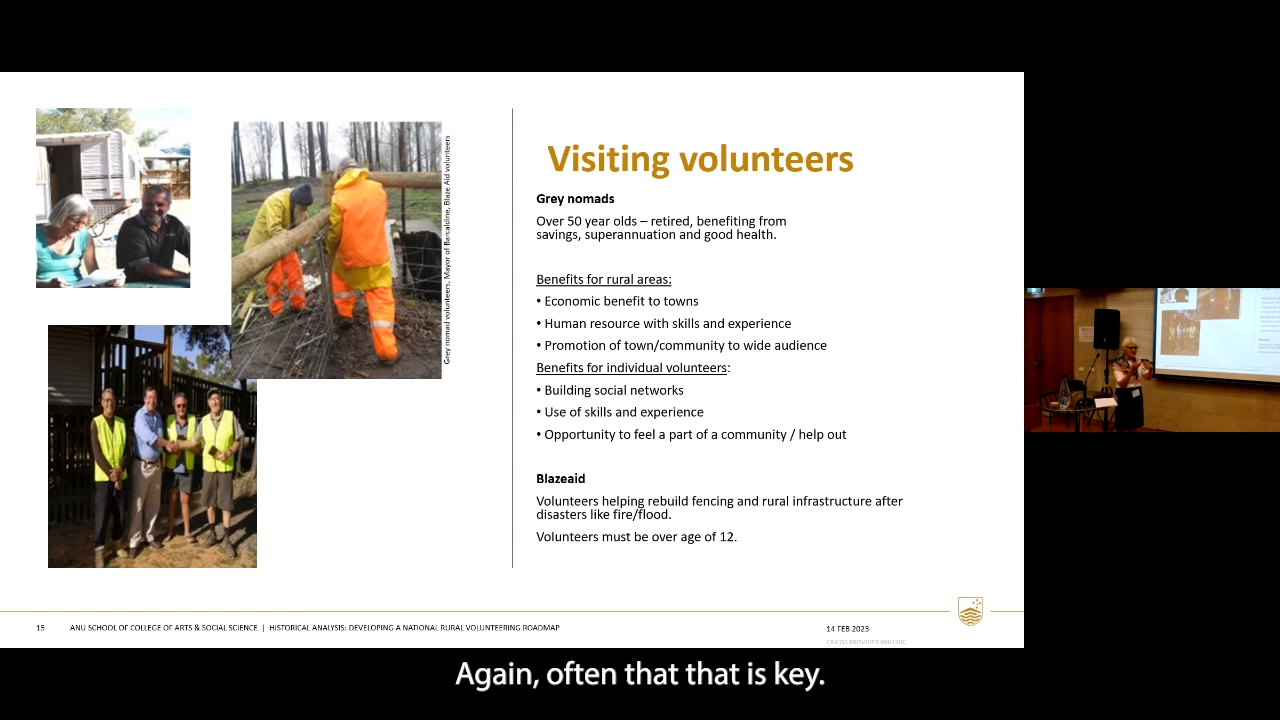 Visiting volunteers
Grey nomads
Over 50 year olds – retired, benefiting from
savings, superannuation and good health.
Benefits for rural areas:
• Economic benefit to towns
• Human resource with skills and experience
• Promotion of town/community to wide audience
Benefits for individual volunteers:
• Building social networks
• Use of skills and experience
• Opportunity to feel a part of a community / help out
Blazeaid
Volunteers helping rebuild fencing and rural infrastructure after
disasters like fire/flood.
Volunteers must be over age of 12.
Grey nomad volunteers, Mayor of Barcaldine, Blaze Aid volunteers
15 ANU SCHOOL OF COLLEGE OF ARTS & SOCIAL SCIENCE | HISTORICAL ANALYSIS: DEVELOPING A NATIONAL RURAL VOLUNTEERING ROADMAP
14 FEB 2023
CRICOS PROVIDER #00120C
Again, often that that is key.